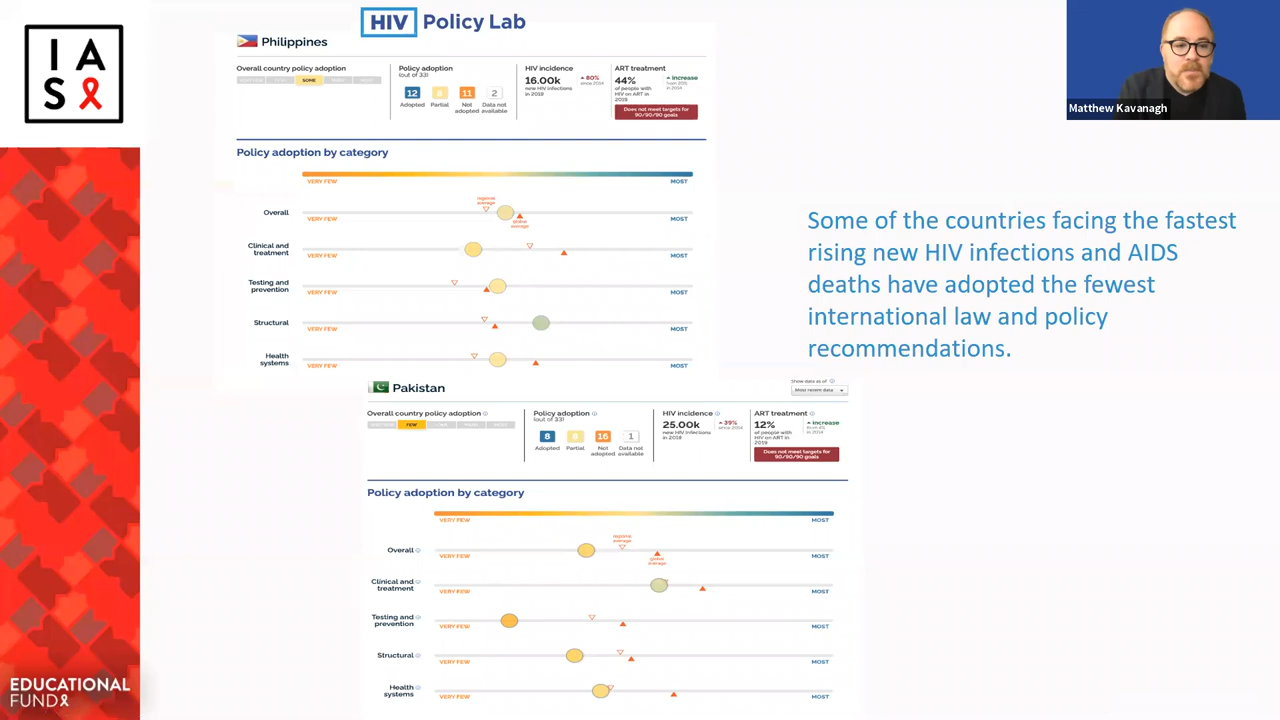 HIV Policy Lab
IAS
Philippines
Overall country policy adoption
SOME
Policy adoption
(out of 33)
12
6
11
2
Adopted
Partial
Not
adopted
Data not
available
HIV incidence
16.00k
new HIV infections
in 2019
80%
since 2014
ART treatment
44%
of people with
HIV on ART in
2019
increase
in 2014
Does not meet targets for
90/90/90 goals
Policy adoption by category
VERY FEW
MOST
regional
average
Overall
VERY FEW
global
average
MOST
Clinical and
treatment
VERY FEW
MOST
Testing and
prevention
VERY FEW
MOST
Structural
VERY FEW
MOST
Health
systems
VERY FEW
MOST
Pakistan
Show data as of
Most recent data
Overall country policy adoption
FEW
Policy adoption
(out of 33)
8
8
16
1
Adopted
Partial
Not
adopted
Data not
available
HIV incidence
25.00k
new HIV infections
in 2019
39%
since 2014
ART treatment
12%
of people with
HIV on ART in
2019
increase
in 2014
Does not meet targets for
90/90/90 goals
Policy adoption by category
VERY FEW
MOST
regional
average
Overall
VERY FEW
global
average
MOST
Clinical and
treatment
VERY FEW
MOST
Testing and
prevention
VERY FEW
MOST
Structural
VERY FEW
MOST
Health
systems
VERY FEW
MOST
Some of the countries facing the fastest
rising new HIV infections and AIDS
deaths have adopted the fewest
international law and policy
recommendations.
Matthew Kavanagh
EDUCATIONAL
FUND